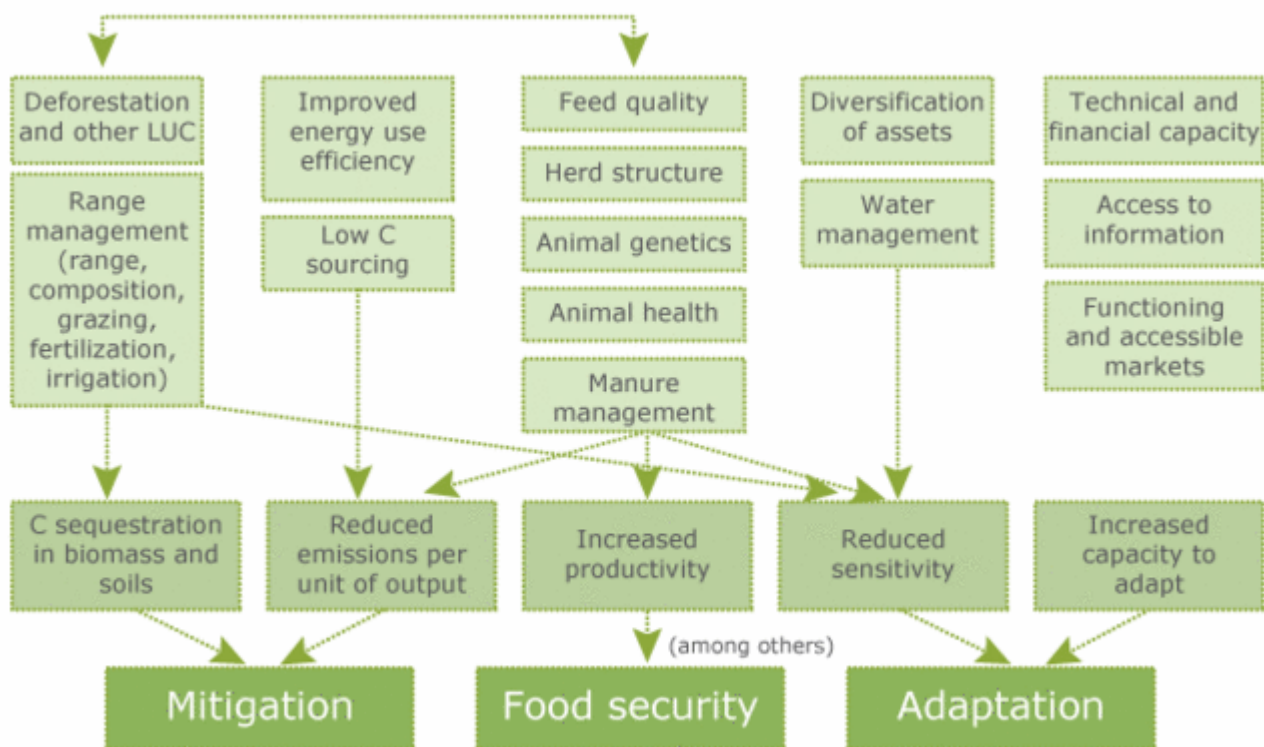 Deforestation
and other LUC
Range
management
(range,
composition,
grazing,
fertilization,
irrigation)
Improved
energy use
efficiency
Low C
sourcing
Feed quality
Herd structure
Animal genetics
Animal health
Manure
management
Diversification
of assets
Water
management
Technical and
financial capacity
Access to
information
Functioning
and accessible
markets
C sequestration
in biomass and
soils
Reduced
emissions per
unit of output
Increased
productivity
Reduced
sensitivity
Increased
capacity to
adapt
(among others)
Mitigation
Food security
Adaptation